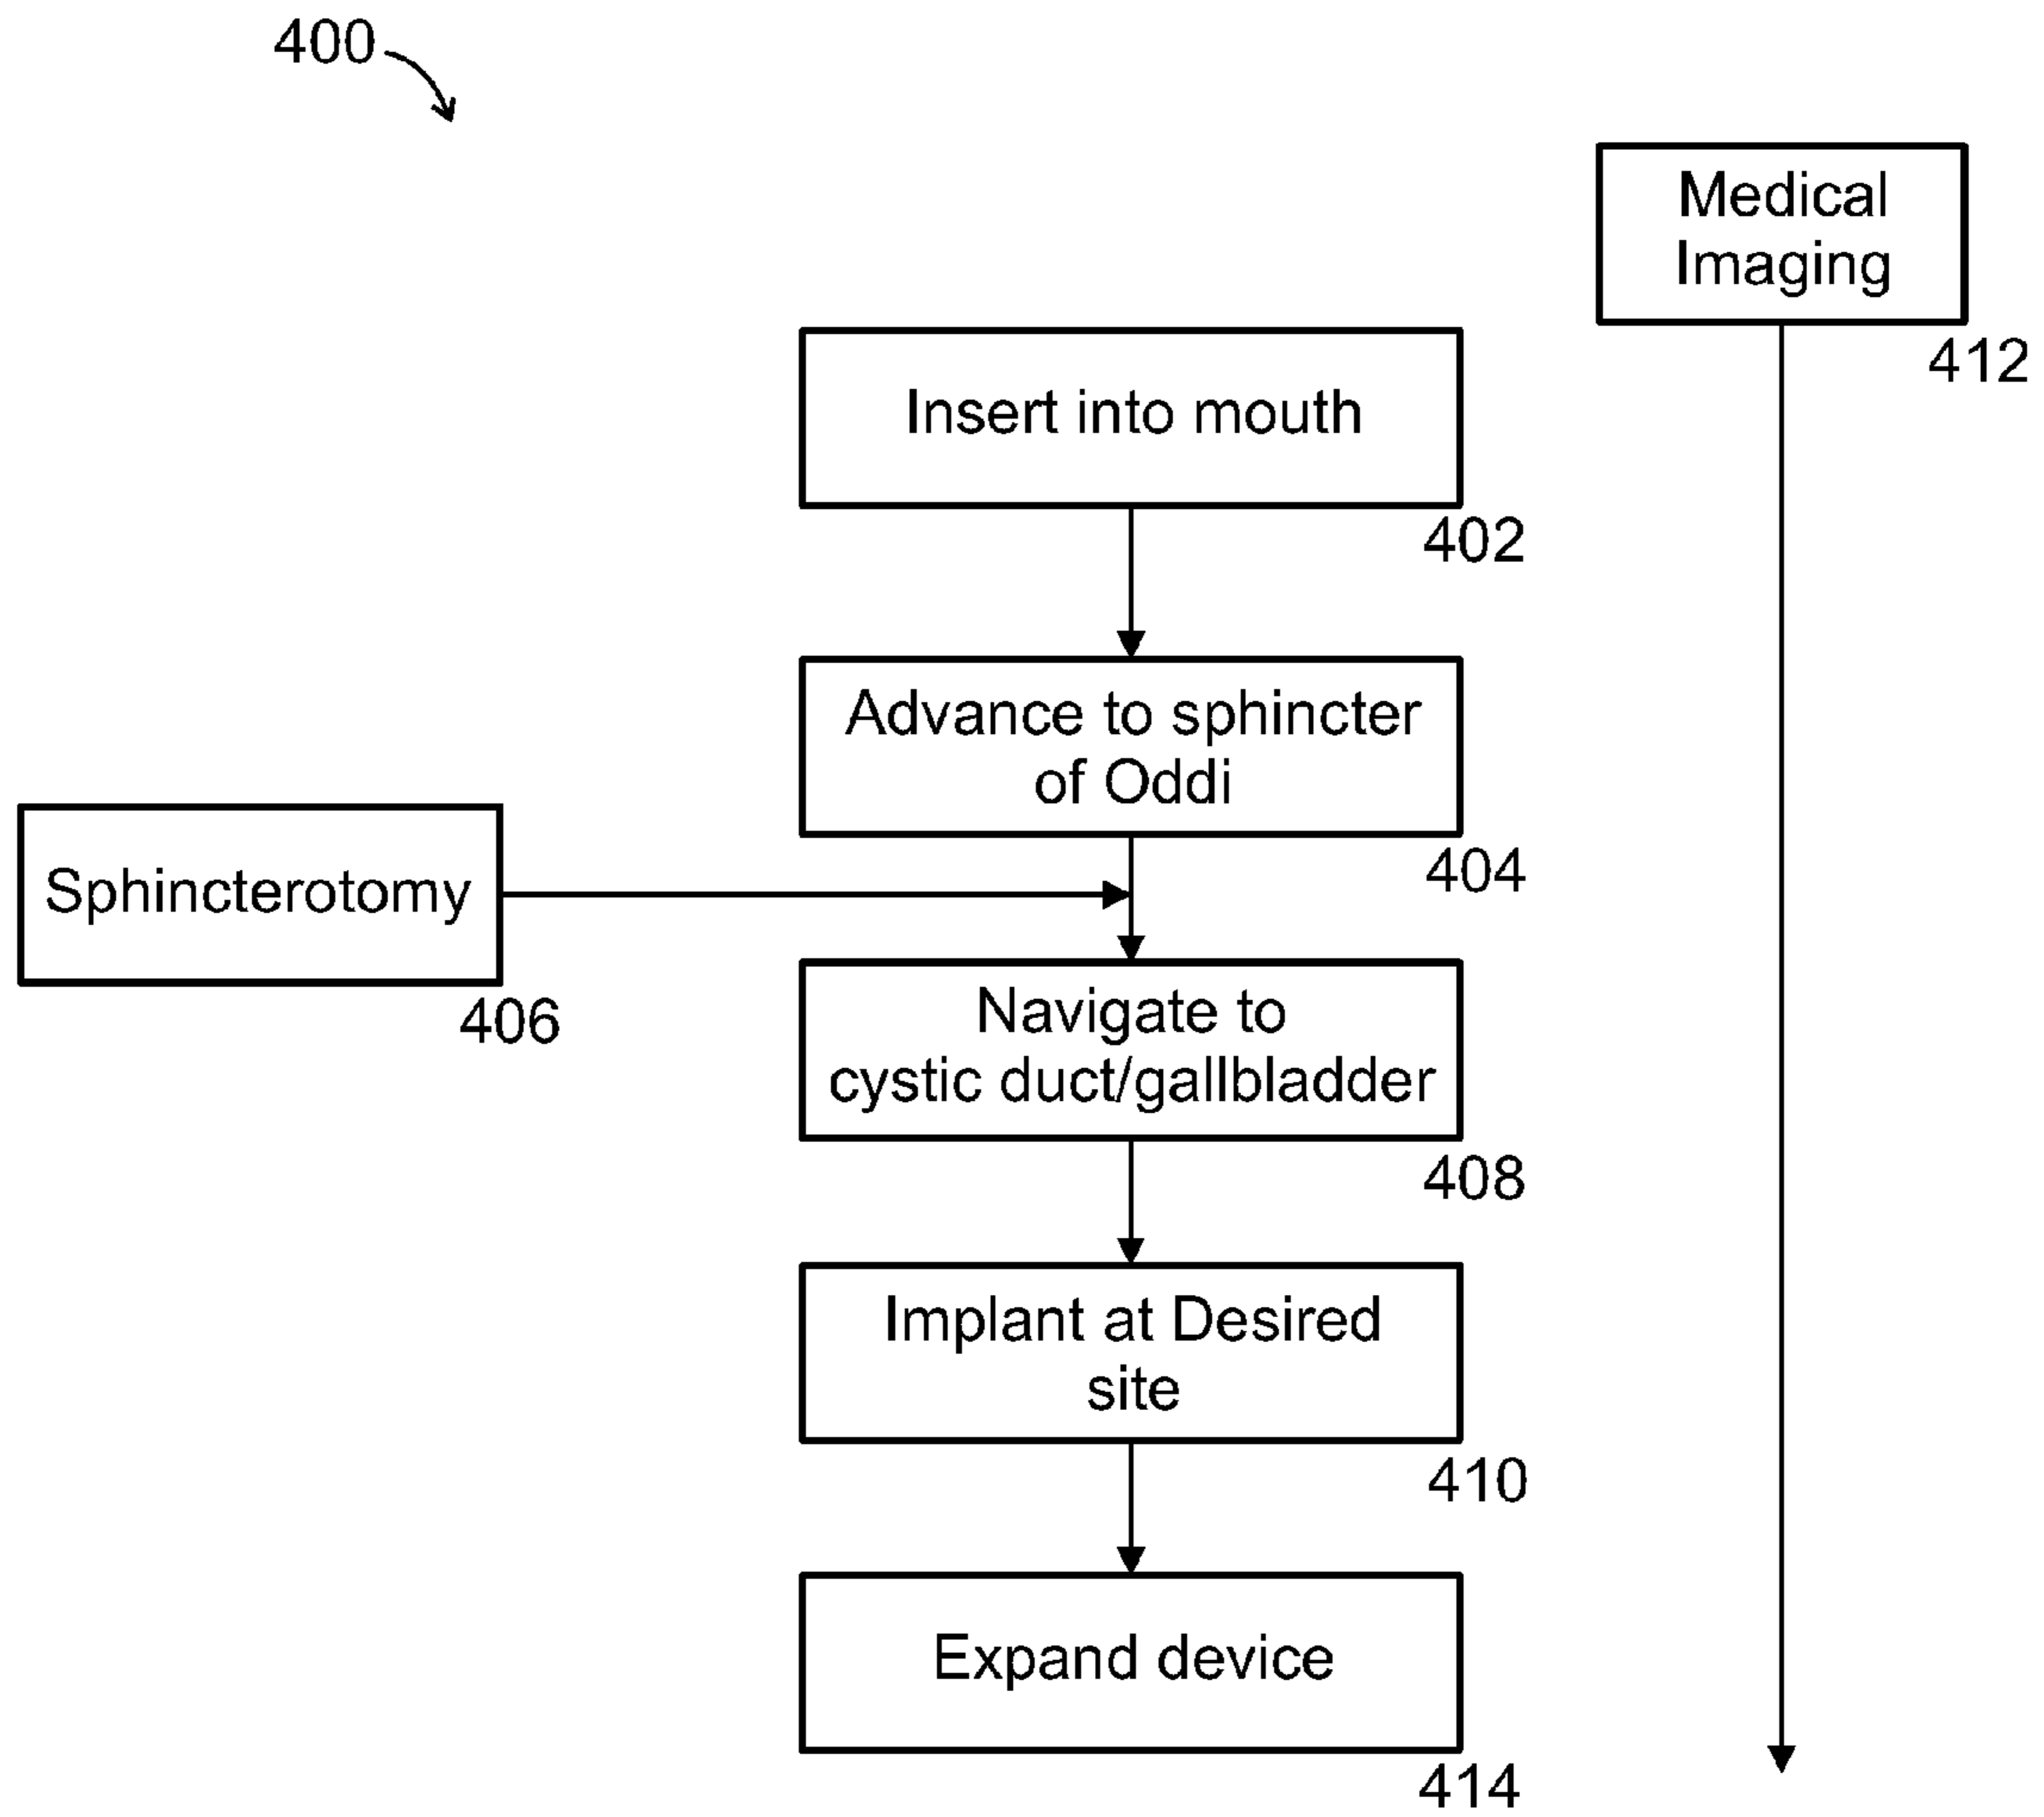 400
Medical
Imaging
412
Insert into mouth
402
Advance to sphincter
of Oddi
404
Sphincterotomy
406
Navigate to
cystic duct/gallbladder
408
Implant at Desired
site
410
Expand device
414